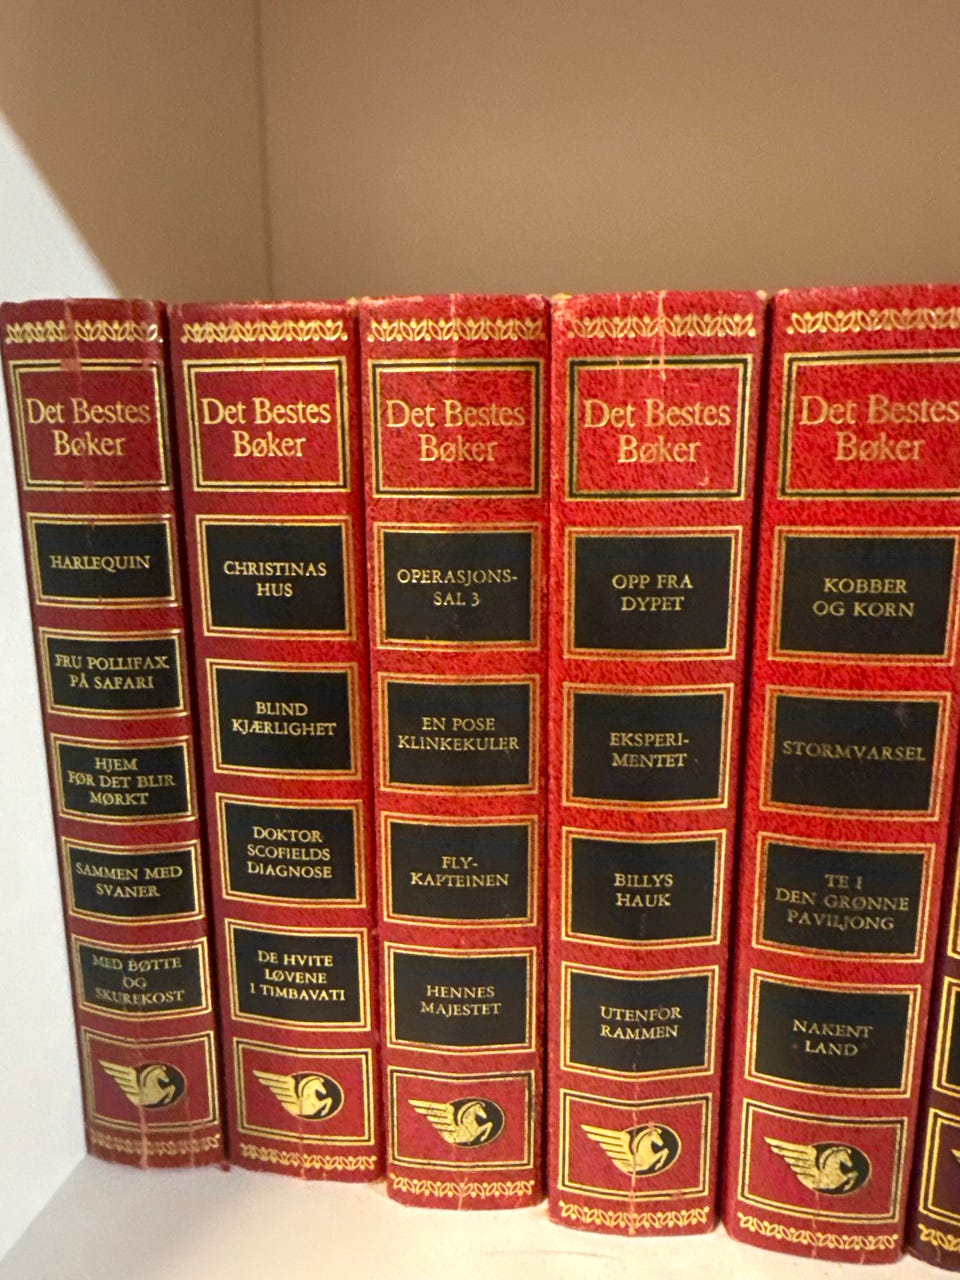 Det Bestes
Bøker
HARLEQUIN
FRU POLLIFAX
PÅ SAFARI
HJEM
FØR DET BLIR
MØRKT
SAMMEN MED
SVANER
MED BØTTE
OG
SKUREKOST
Det Bestes
Bøker
CHRISTINAS
HUS
BLIND
KJÆRLIGHET
DOKTOR
SCOFIELDS
DIAGNOSE
DE HVITE
LØVENE
I TIMBAVATI
Det Bestes
Bøker
OPERASJONS-
SAL 3
EN POSE
KLINKEKULER
FLY-
KAPTEINEN
HENNES
MAJESTET
Det Bestes
Bøker
OPP FRA
DYPET
EKSPERI-
MENTET
BILLYS
HAUK
UTENFOR
RAMMEN
Det Bestes
Bøker
KOBBER
OG KORN
STORMVARSEL
TE I
DEN GRØNNE
PAVILJONG
NAKENT
LAND